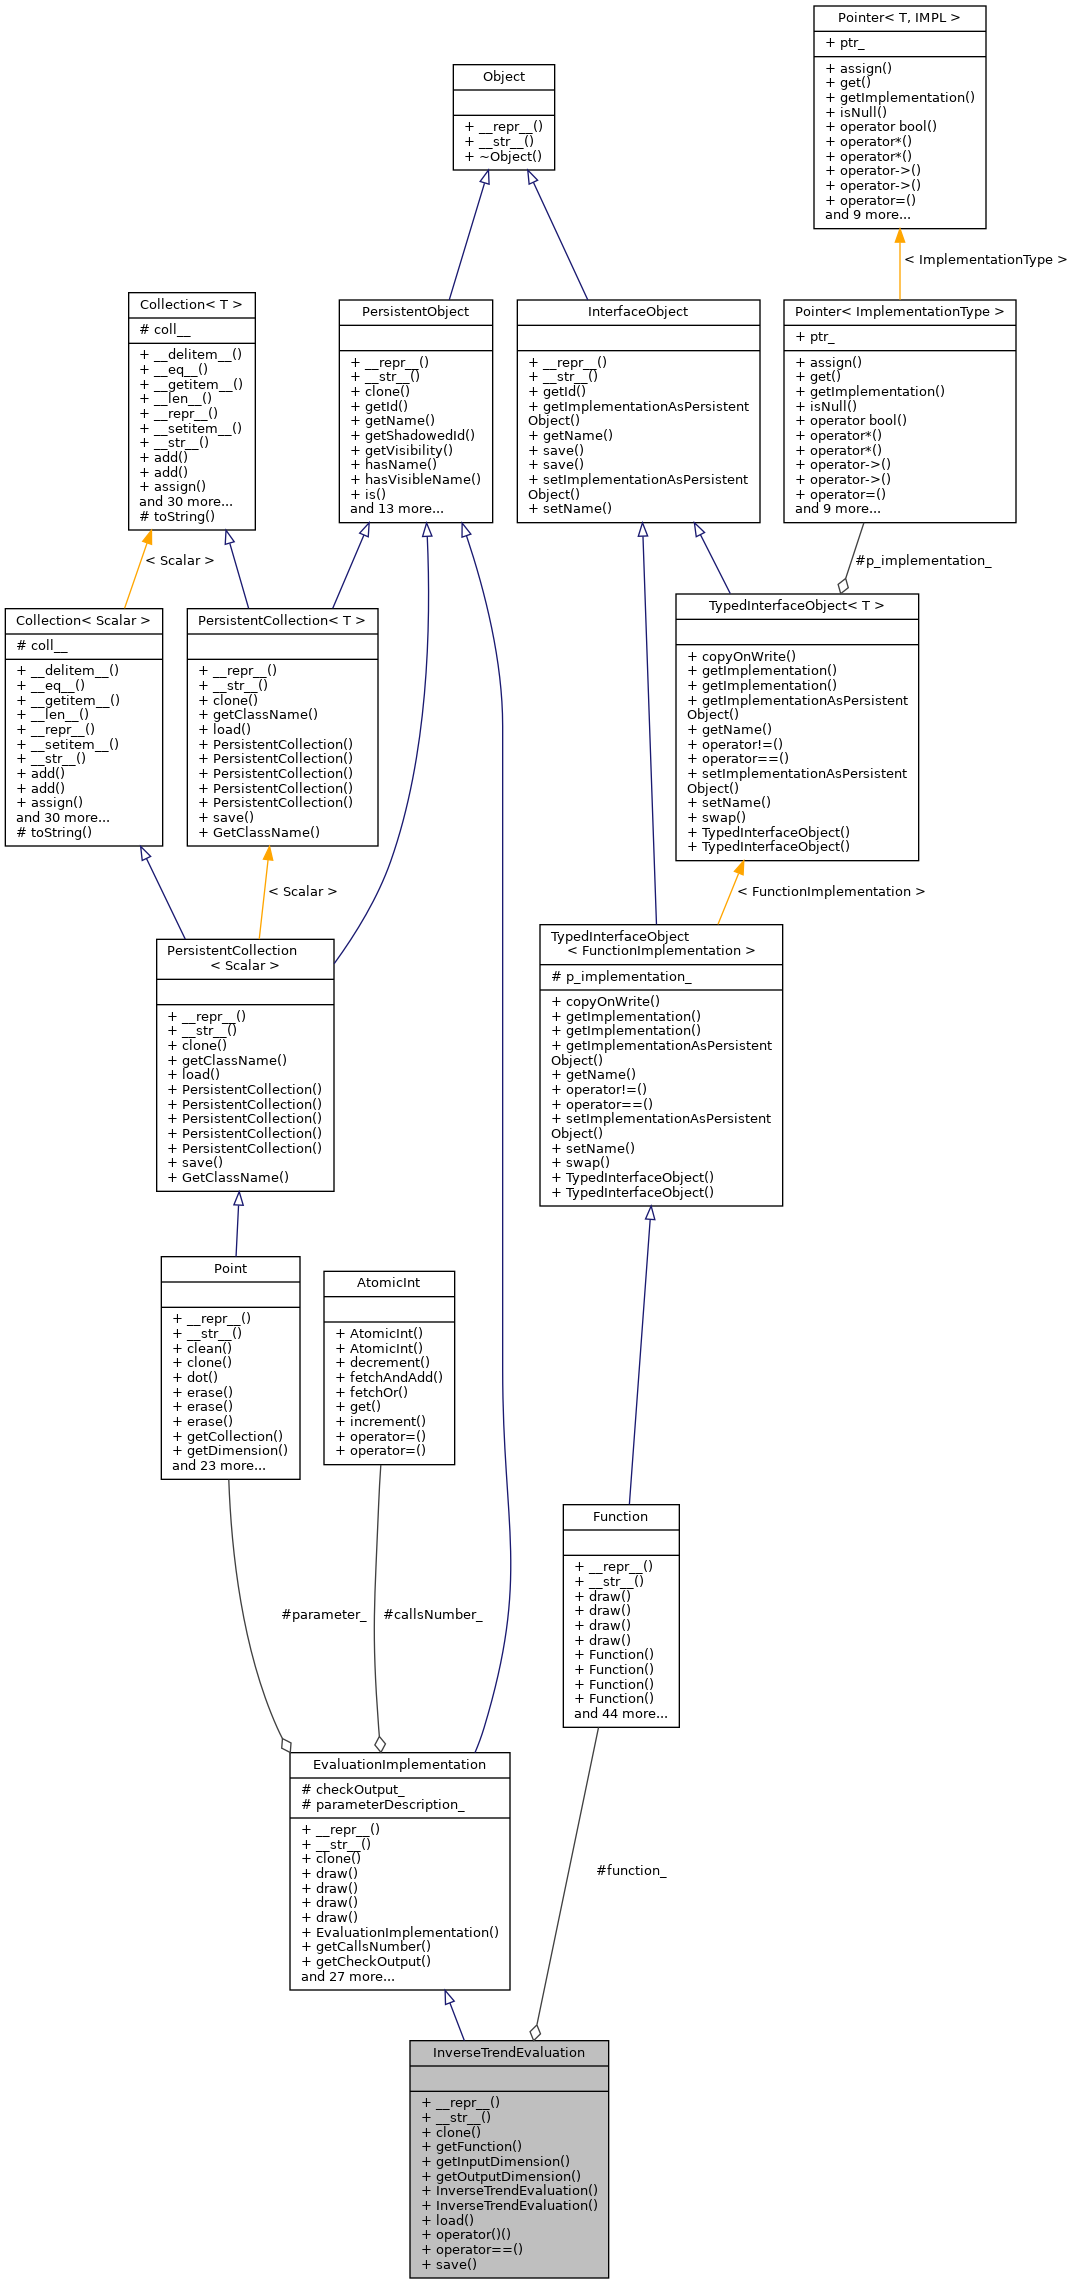 Pointer< T, IMPL >
+ ptr_
+ assign()
+ get()
+ getImplementation()
+ isNull()
+ operator bool()
+ operator*()
+ operator*()
+ operator->()
+ operator->()
+ operator=()
and 9 more...
Object
+ __repr__()
+ __str__()
+ ~Object()
< ImplementationType >
Collection< T >
# coll__
+ __delitem__()
+ __eq__()
+ __getitem__()
+ __len__()
+ __repr__()
+ __setitem__()
+ __str__()
+ add()
+ add()
+ assign()
and 30 more...
# toString()
PersistentObject
+ __repr__()
+ __str__()
+ clone()
+ getId()
+ getName()
+ getShadowedId()
+ getVisibility()
+ hasName()
+ hasVisibleName()
+ is()
and 13 more...
InterfaceObject
+ __repr__()
+ __str__()
+ getId()
+ getImplementationAsPersistent
Object()
+ getName()
+ save()
+ save()
+ setImplementationAsPersistent
Object()
+ setName()
Pointer< ImplementationType >
+ ptr_
+ assign()
+ get()
+ getImplementation()
+ isNull()
+ operator bool()
+ operator*()
+ operator*()
+ operator->()
+ operator->()
+ operator=()
and 9 more...
< Scalar >
#p_implementation_
Collection< Scalar >
# coll__
+ __delitem__()
+ __eq__()
+ __getitem__()
+ __len__()
+ __repr__()
+ __setitem__()
+ __str__()
+ add()
+ add()
+ assign()
and 30 more...
# toString()
PersistentCollection< T >
+ __repr__()
+ __str__()
+ clone()
+ getClassName()
+ load()
+ PersistentCollection()
+ PersistentCollection()
+ PersistentCollection()
+ PersistentCollection()
+ PersistentCollection()
+ save()
+ GetClassName()
TypedInterfaceObject< T >
+ copyOnWrite()
+ getImplementation()
+ getImplementation()
+ getImplementationAsPersistent
Object()
+ getName()
+ operator!=()
+ operator==()
+ setImplementationAsPersistent
Object()
+ setName()
+ swap()
+ TypedInterfaceObject()
+ TypedInterfaceObject()
< Scalar >
< FunctionImplementation >
PersistentCollection
< Scalar >
+ __repr__()
+ __str__()
+ clone()
+ getClassName()
+ load()
+ PersistentCollection()
+ PersistentCollection()
+ PersistentCollection()
+ PersistentCollection()
+ PersistentCollection()
+ save()
+ GetClassName()
TypedInterfaceObject
< FunctionImplementation >
# p_implementation_
+ copyOnWrite()
+ getImplementation()
+ getImplementation()
+ getImplementationAsPersistent
Object()
+ getName()
+ operator!=()
+ operator==()
+ setImplementationAsPersistent
Object()
+ setName()
+ swap()
+ TypedInterfaceObject()
+ TypedInterfaceObject()
Point
+ __repr__()
+ __str__()
+ clean()
+ clone()
+ dot()
+ erase()
+ erase()
+ erase()
+ getCollection()
+ getDimension()
and 23 more...
AtomicInt
+ AtomicInt()
+ AtomicInt()
+ decrement()
+ fetchAndAdd()
+ fetchOr()
+ get()
+ increment()
+ operator=()
+ operator=()
Function
+ __repr__()
+ __str__()
+ draw()
+ draw()
+ draw()
+ draw()
+ Function()
+ Function()
+ Function()
+ Function()
and 44 more...
#parameter_
#callsNumber_
EvaluationImplementation
# checkOutput_
# parameterDescription_
+ __repr__()
+ __str__()
+ clone()
+ draw()
+ draw()
+ draw()
+ draw()
+ EvaluationImplementation()
+ getCallsNumber()
+ getCheckOutput()
and 27 more...
#function_
InverseTrendEvaluation
+ __repr__()
+ __str__()
+ clone()
+ getFunction()
+ getInputDimension()
+ getOutputDimension()
+ InverseTrendEvaluation()
+ InverseTrendEvaluation()
+ load()
+ operator()()
+ operator==()
+ save()